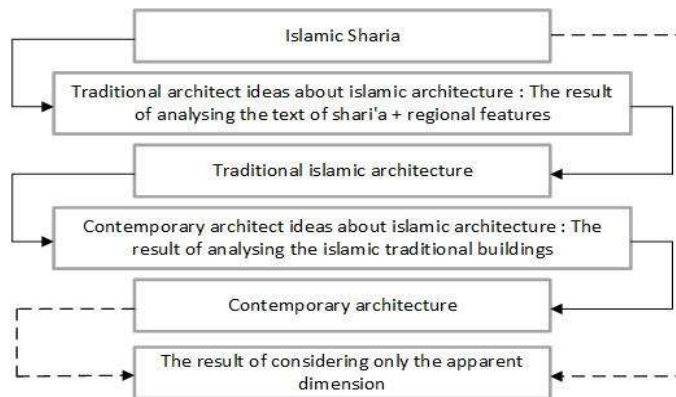 Islamic Sharia
Traditional architect ideas about islamic architecture : The result
of analysing the text of shari'a + regional features
Traditional islamic architecture
Contemporary architect ideas about islamic architecture : The
result of analysing the islamic traditional buildings
Contemporary architecture
The result of considering only the apparent
dimension